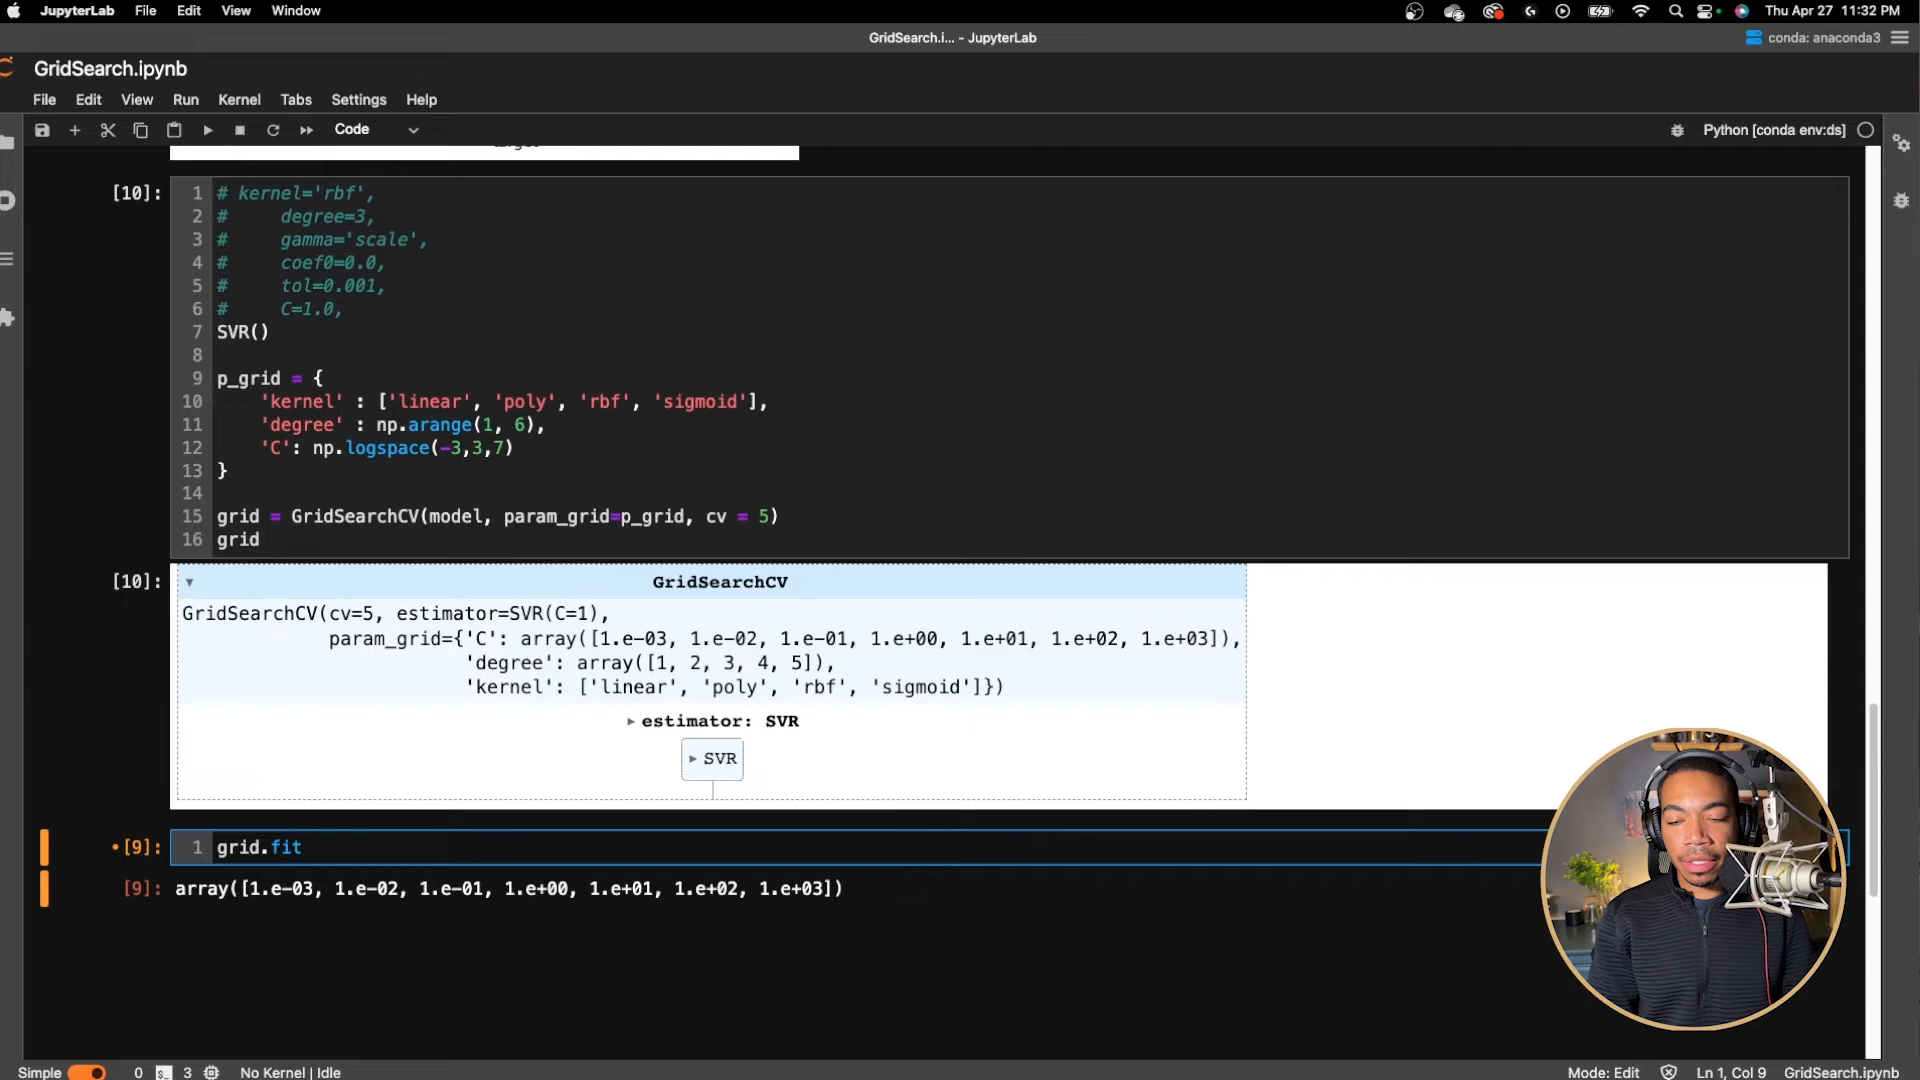 JupyterLab File Edit View Window Thu Apr 27 11:32 PM
GridSearch.i... - JupyterLab conda: anaconda3
GridSearch.ipynb
File Edit View Run Kernel Tabs Settings Help
Code Python [conda env:ds]
[10]:
1 # kernel='rbf',
2 # degree=3,
3 # gamma='scale',
4 # coef0=0.0,
5 # tol=0.001,
6 # C=1.0,
7 SVR()
8
9 p_grid = {
10 'kernel' : ['linear', 'poly', 'rbf', 'sigmoid'],
11 'degree' : np.arange(1, 6),
12 'C': np.logspace(-3,3,7)
13 }
14
15 grid = GridSearchCV(model, param_grid=p_grid, cv = 5)
16 grid
[10]:
GridSearchCV
GridSearchCV(cv=5, estimator=SVR(C=1),
param_grid={'C': array([1.e-03, 1.e-02, 1.e-01, 1.e+00, 1.e+01, 1.e+02, 1.e+03]),
'degree': array([1, 2, 3, 4, 5]),
'kernel': ['linear', 'poly', 'rbf', 'sigmoid']})
estimator: SVR
SVR
[9]: 1 grid.fit
[9]: array([1.e-03, 1.e-02, 1.e-01, 1.e+00, 1.e+01, 1.e+02, 1.e+03])
Simple 0 3 No Kernel | Idle Mode: Edit Ln 1, Col 9 GridSearch.ipynb